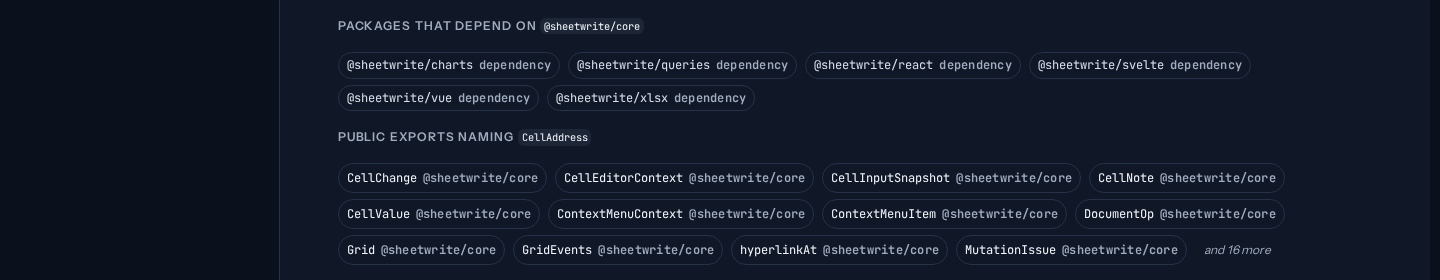 PACKAGES THAT DEPEND ON @sheetwrite/core
@sheetwrite/charts dependency @sheetwrite/queries dependency @sheetwrite/react dependency @sheetwrite/svelte dependency
@sheetwrite/vue dependency @sheetwrite/xlsx dependency
PUBLIC EXPORTS NAMING CellAddress
CellChange @sheetwrite/core CellEditorContext @sheetwrite/core CellInputSnapshot @sheetwrite/core CellNote @sheetwrite/core
CellValue @sheetwrite/core ContextMenuContext @sheetwrite/core ContextMenuItem @sheetwrite/core DocumentOp @sheetwrite/core
Grid @sheetwrite/core GridEvents @sheetwrite/core hyperlinkAt @sheetwrite/core MutationIssue @sheetwrite/core and 16 more